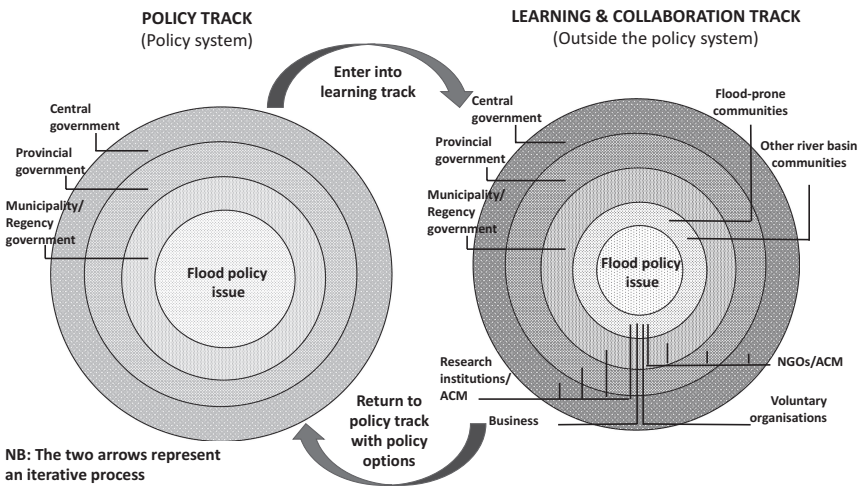 POLICY TRACK
(Policy system)
LEARNING & COLLABORATION TRACK
(Outside the policy system)
Enter into
learning track
Central
government
Provincial
government
Municipality/
Regency
government
Flood policy
issue
Central
government
Provincial
government
Municipality/
Regency
government
Flood-prone
communities
Other river basin
communities
Flood policy
issue
Research
institutions/
ACM
Business
NGOs/ACM
Voluntary
organisations
Return to
policy track
with policy
options
NB: The two arrows represent
an iterative process